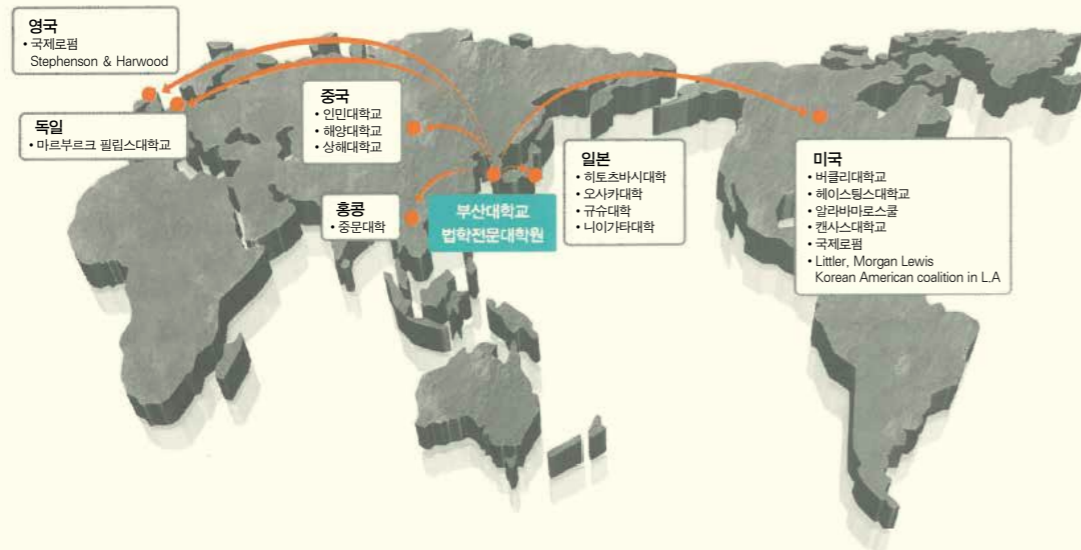 영국
• 국제로펌
Stephenson & Harwood
독일
• 마르부르크 필립스대학교
중국
• 인민대학교
• 해양대학교
• 상해대학교
홍콩
• 중문대학
부산대학교
법학전문대학원
일본
• 히토츠바시대학
• 오사카대학
• 규슈대학
• 니이가타대학
미국
• 버클리대학교
• 헤이스팅스대학교
• 알라바마로스쿨
• 캔사스대학교
• 국제로펌
• Littler, Morgan Lewis
Korean American coalition in L.A